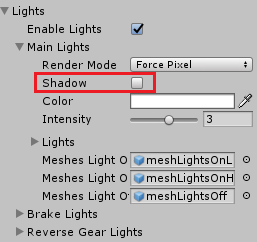 Lights
Enable Lights
Main Lights
Render Mode Force Pixel
Shadow
Color
Intensity 3
Lights
Meshes Light O meshLightsOnL
Meshes Light O meshLightsOnH
Meshes Light O meshLightsOff
Brake Lights
Reverse Gear Lights